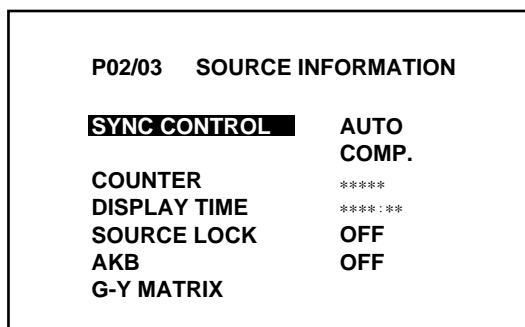 P02/03 SOURCE INFORMATION
SYNC CONTROL AUTO
COMP.
COUNTER *****
DISPLAY TIME ****:**
SOURCE LOCK OFF
AKB OFF
G-Y MATRIX